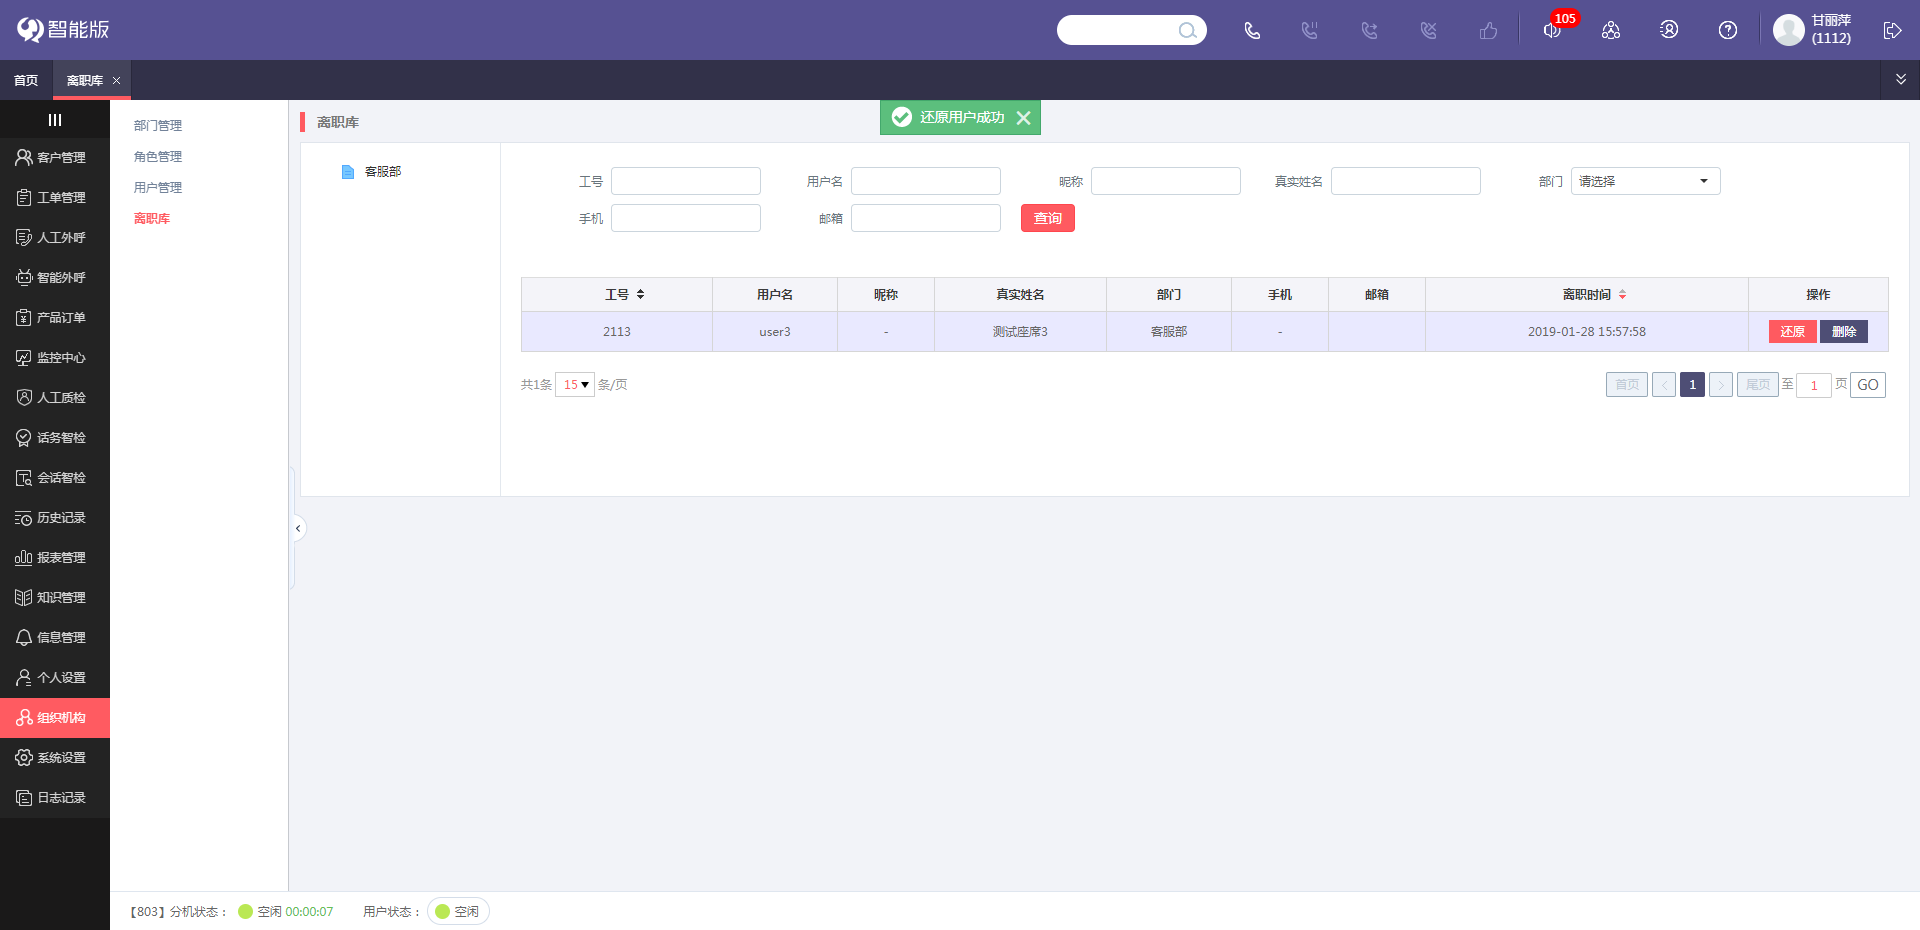 智能版
105
甘丽萍
(1112)
首页
离职库
客户管理
工单管理
人工外呼
智能外呼
产品订单
监控中心
人工质检
话务智检
会话智检
历史记录
报表管理
知识管理
信息管理
个人设置
组织机构
系统设置
日志记录
部门管理
角色管理
用户管理
离职库
离职库
还原用户成功
客服部
工号 用户名 昵称 真实姓名 部门 请选择
手机 邮箱 查询
工号 用户名 昵称 真实姓名 部门 手机 邮箱 离职时间 操作
2113 user3 - 测试座席3 客服部 - 2019-01-28 15:57:58 还原 删除
共1条 15 条/页 首页 < 1 > 尾页 至 1 页 GO
【803】分机状态： 空闲 00:00:07 用户状态： 空闲